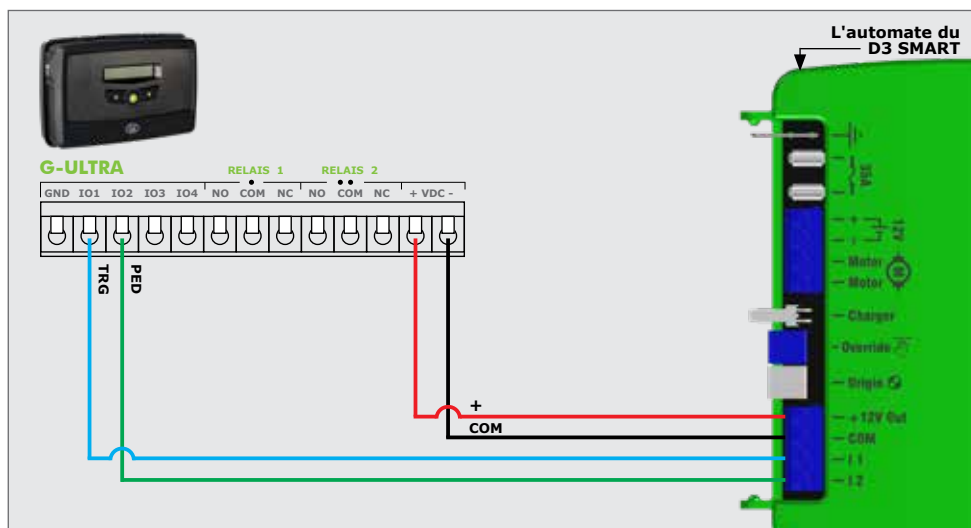 L'automate du
D3 SMART
G-ULTRA
RELAIS 1
RELAIS 2
GND IO1 IO2 IO3 IO4 NO COM NC NO COM NC + VDC -
TRG
PED
+
COM
35A
+
-
12V
Motor
Motor
M
Charger
Override
Origin
+12V Out
COM
I 1
I 2